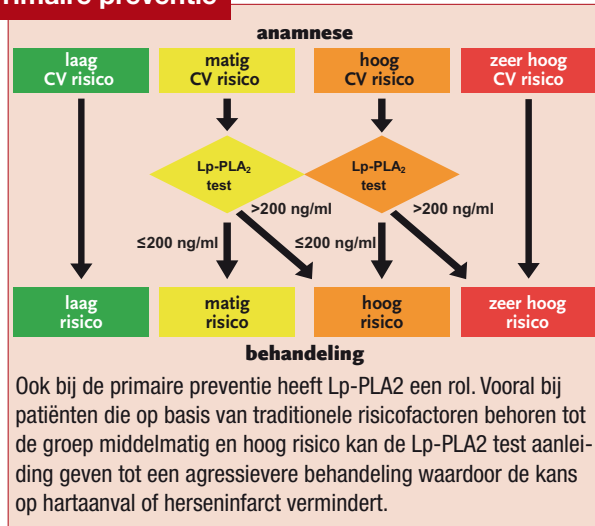 rimaire preventie
anamnese
laag
CV risico
matig
CV risico
hoog
CV risico
zeer hoog
CV risico
Lp-PLA₂
test
Lp-PLA₂
test
>200 ng/ml
>200 ng/ml
≤200 ng/ml
≤200 ng/ml
laag
risico
matig
risico
hoog
risico
zeer hoog
risico
behandeling
Ook bij de primaire preventie heeft Lp-PLA2 een rol. Vooral bij
patiënten die op basis van traditionele risicofactoren behoren tot
de groep middelmatig en hoog risico kan de Lp-PLA2 test aanlei-
ding geven tot een agressievere behandeling waardoor de kans
op hartaanval of herseninfarct vermindert.